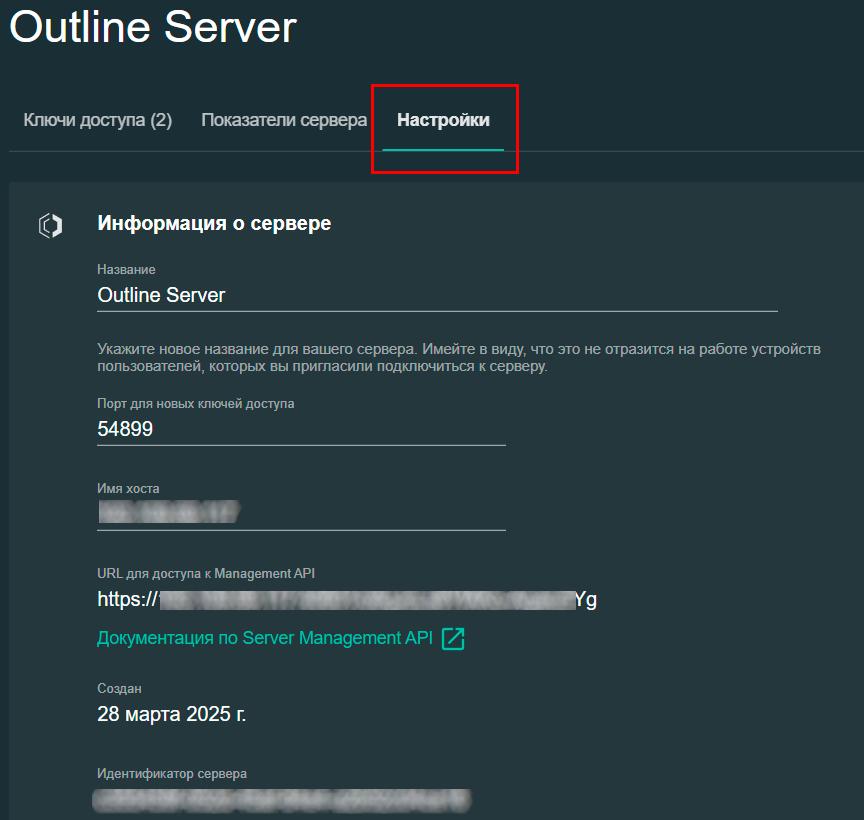 Outline Server
Ключи доступа (2) Показатели сервера Настройки
Информация о сервере
Название
Outline Server
Укажите новое название для вашего сервера. Имейте в виду, что это не отразится на работе устройств
пользователей, которых вы пригласили подключиться к серверу.
Порт для новых ключей доступа
54899
Имя хоста
URL для доступа к Management API
https:// Yg
Документация по Server Management API
Создан
28 марта 2025 г.
Идентификатор сервера